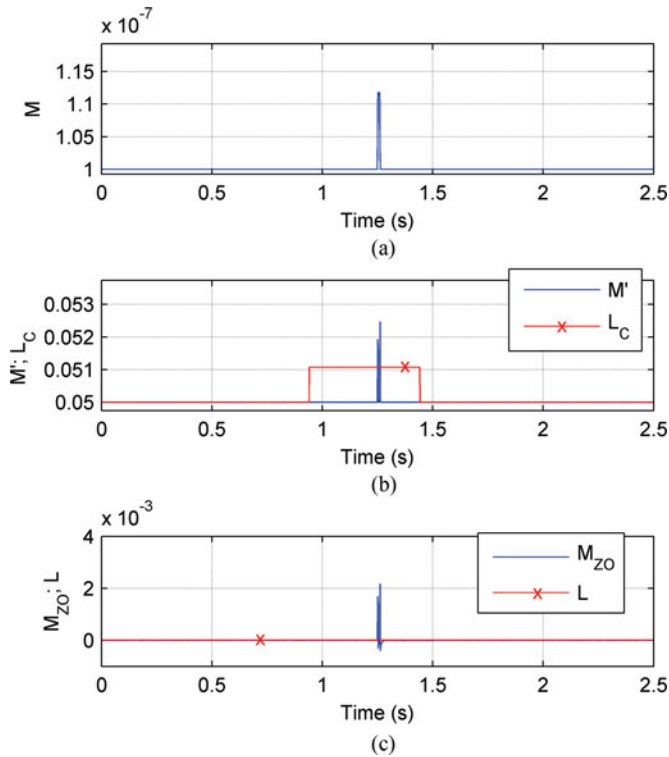 x 10⁻⁷
1.15
1.1
1.05
1
M
0 0.5 1 1.5 2 2.5
Time (s)
(a)
M'
L_C
0.053
0.052
0.051
0.05
M'; L_C
0 0.5 1 1.5 2 2.5
Time (s)
(b)
x 10⁻³
M_ZO
L
4
2
0
M_ZO; L
0 0.5 1 1.5 2 2.5
Time (s)
(c)